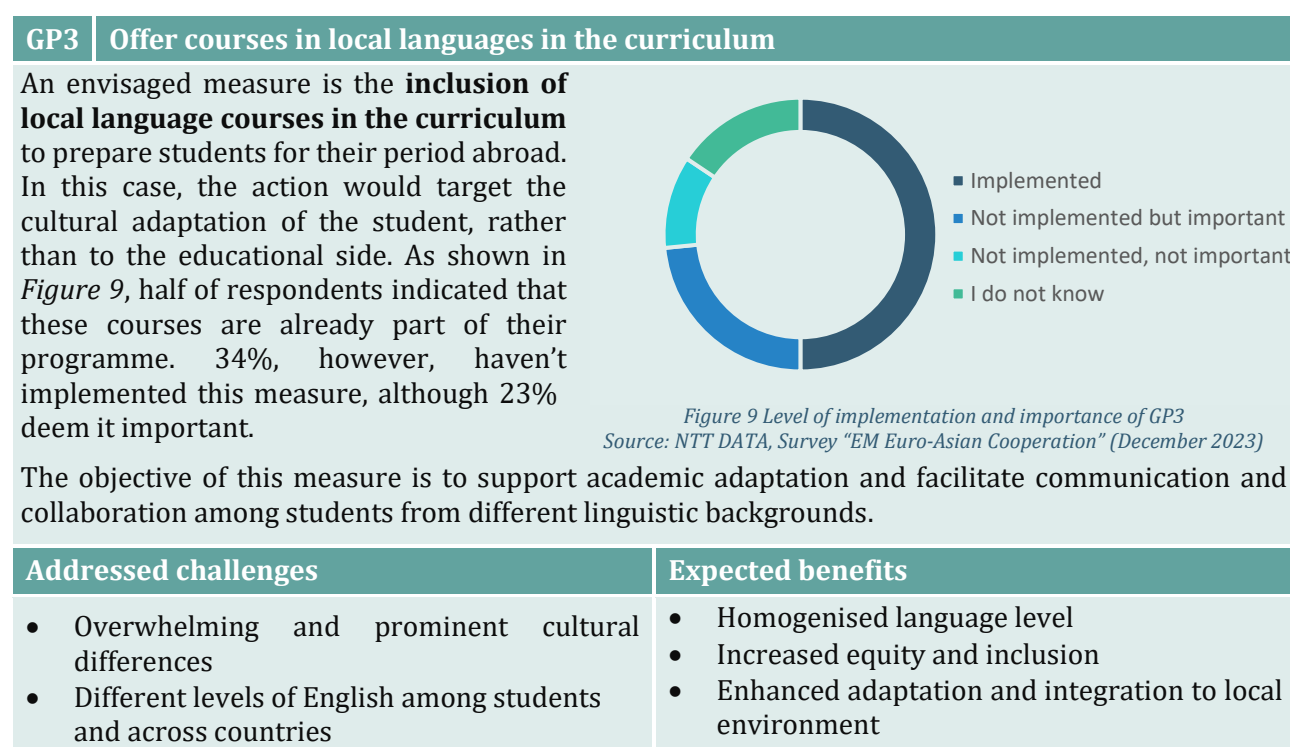 GP3 Offer courses in local languages in the curriculum
An envisaged measure is the inclusion of
local language courses in the curriculum
to prepare students for their period abroad.
In this case, the action would target the
cultural adaptation of the student, rather
than to the educational side. As shown in
Figure 9, half of respondents indicated that
these courses are already part of their
programme. 34%, however, haven't
implemented this measure, although 23%
deem it important.
Implemented
Not implemented but important
Not implemented, not important
I do not know
Figure 9 Level of implementation and importance of GP3
Source: NTT DATA, Survey "EM Euro-Asian Cooperation" (December 2023)
The objective of this measure is to support academic adaptation and facilitate communication and
collaboration among students from different linguistic backgrounds.
Addressed challenges
• Overwhelming and prominent cultural
differences
• Different levels of English among students
and across countries
Expected benefits
• Homogenised language level
• Increased equity and inclusion
• Enhanced adaptation and integration to local
environment